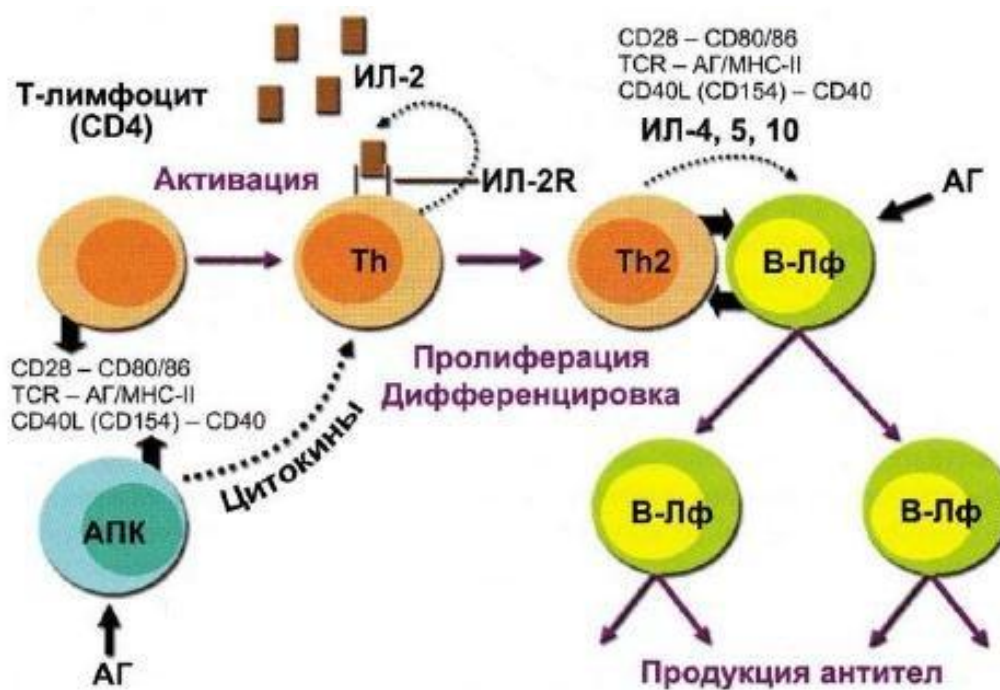 CD28 – CD80/86
TCR – АГ/МНС-II
CD40L (CD154) – CD40
ИЛ-4, 5, 10
ИЛ-2
Т-лимфоцит
(CD4)
Активация
ИЛ-2R
АГ
Th
Th2
В-Лф
CD28 – CD80/86
TCR – АГ/МНС-II
CD40L (CD154) – CD40
Пролиферация
Дифференцировка
Цитокины
АПК
В-Лф
В-Лф
АГ
Продукция антител